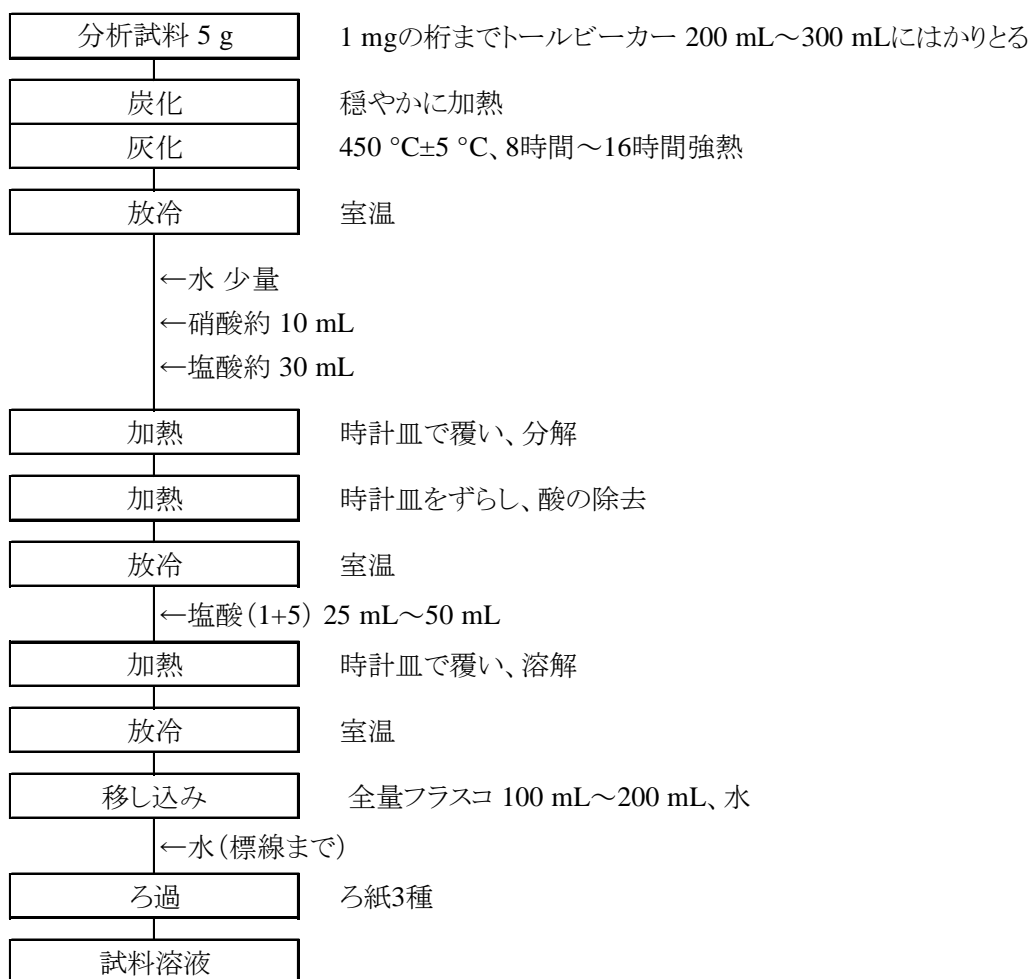 分析試料 5 g 1 mgの桁までトールビーカー 200 mL～300 mLにはかりとる
炭化 穏やかに加熱
灰化 450 °C±5 °C、8時間～16時間強熱
放冷 室温
←水 少量
←硝酸約 10 mL
←塩酸約 30 mL
加熱 時計皿で覆い、分解
加熱 時計皿をずらし、酸の除去
放冷 室温
←塩酸（1+5） 25 mL～50 mL
加熱 時計皿で覆い、溶解
放冷 室温
移し込み 全量フラスコ 100 mL～200 mL、水
←水（標線まで）
ろ過 ろ紙3種
試料溶液